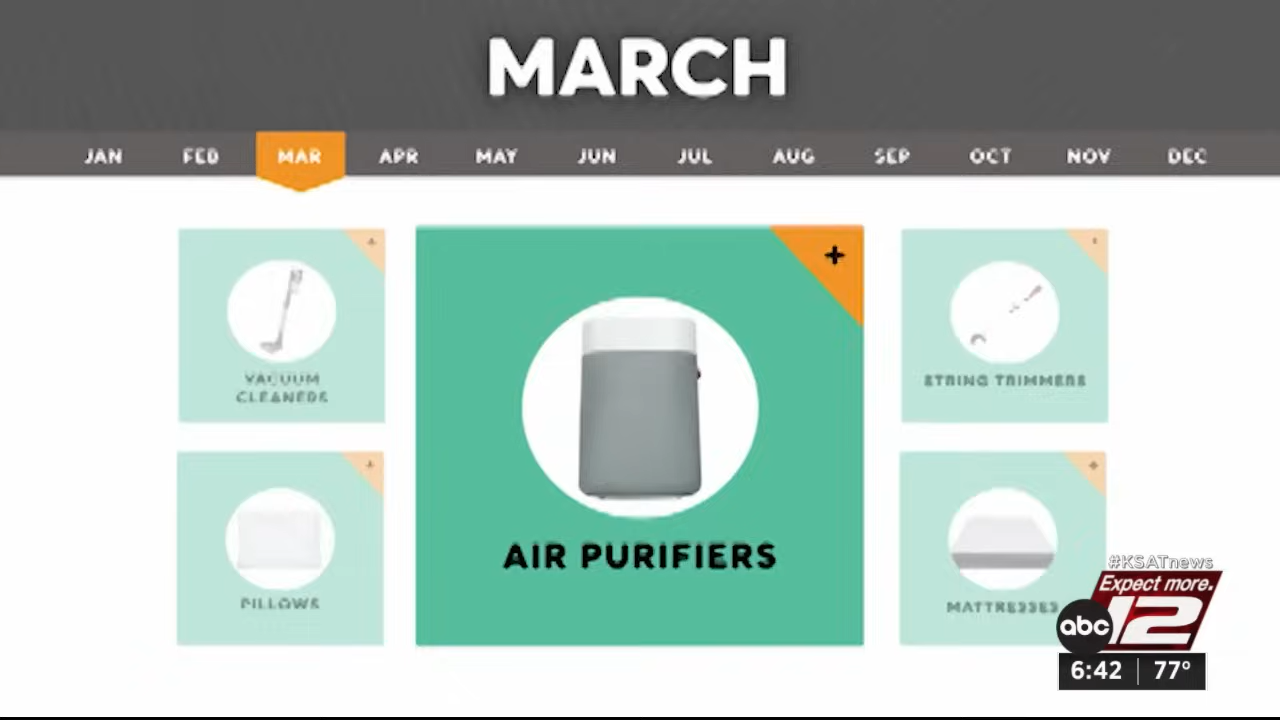 MARCH
JAN FEB MAR APR MAY JUN JUL AUG SEP OCT NOV DEC
VACUUM
CLEANERS
AIR PURIFIERS
STRING TRIMMERS
PILLOWS
MATTRESSES
#KSATnews
Expect more.
abc 12
6:42 77°